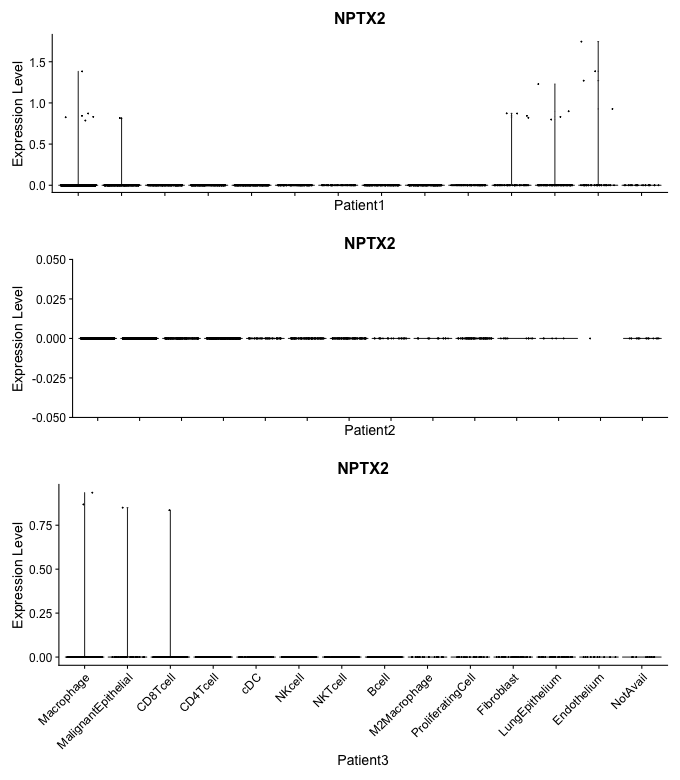 NPTX2
Expression Level
1.5
1.0
0.5
0.0
Patient1
NPTX2
Expression Level
0.050
0.025
0.000
-0.025
-0.050
Patient2
NPTX2
Expression Level
0.75
0.50
0.25
0.00
Macrophage
MalignantEpithelial
CD8Tcell
CD4Tcell
cDC
NKcell
NKTcell
Bcell
M2Macrophage
ProliferatingCell
Fibroblast
LungEpithelium
Endothelium
NotAvail
Patient3